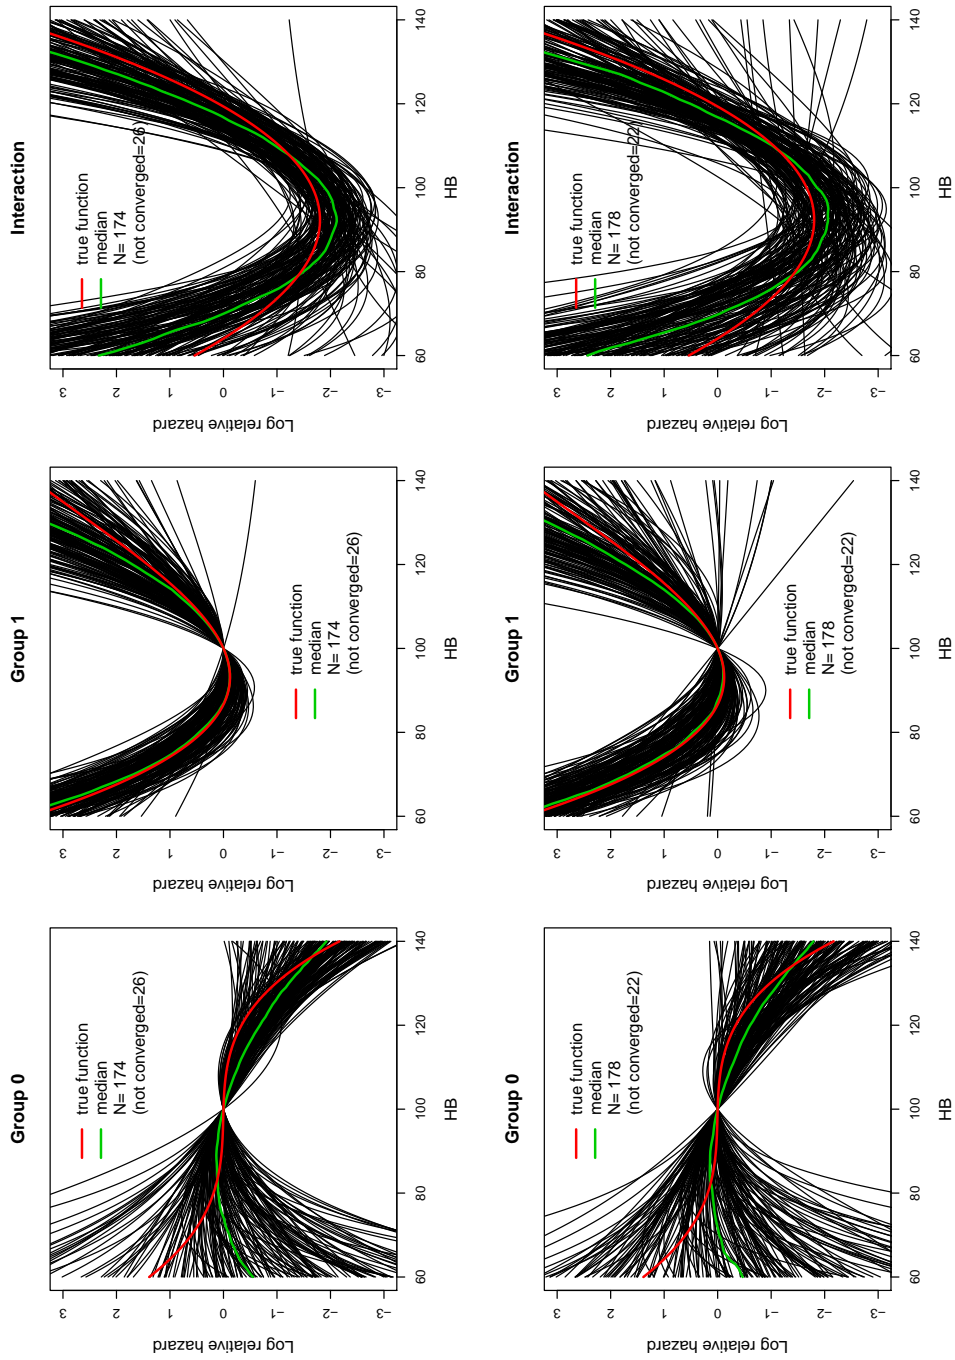 Group 0
Log relative hazard
3
2
1
0
−1
−2
−3
true function
median
N= 174
(not converged=26)
60
80
100
120
140
HB
Group 1
Log relative hazard
3
2
1
0
−1
−2
−3
true function
median
N= 174
(not converged=26)
60
80
100
120
140
HB
Interaction
Log relative hazard
3
2
1
0
−1
−2
−3
true function
median
N= 174
(not converged=26)
60
80
100
120
140
HB
Group 0
Log relative hazard
3
2
1
0
−1
−2
−3
true function
median
N= 178
(not converged=22)
60
80
100
120
140
HB
Group 1
Log relative hazard
3
2
1
0
−1
−2
−3
true function
median
N= 178
(not converged=22)
60
80
100
120
140
HB
Interaction
Log relative hazard
3
2
1
0
−1
−2
−3
true function
median
N= 178
(not converged=22)
60
80
100
120
140
HB